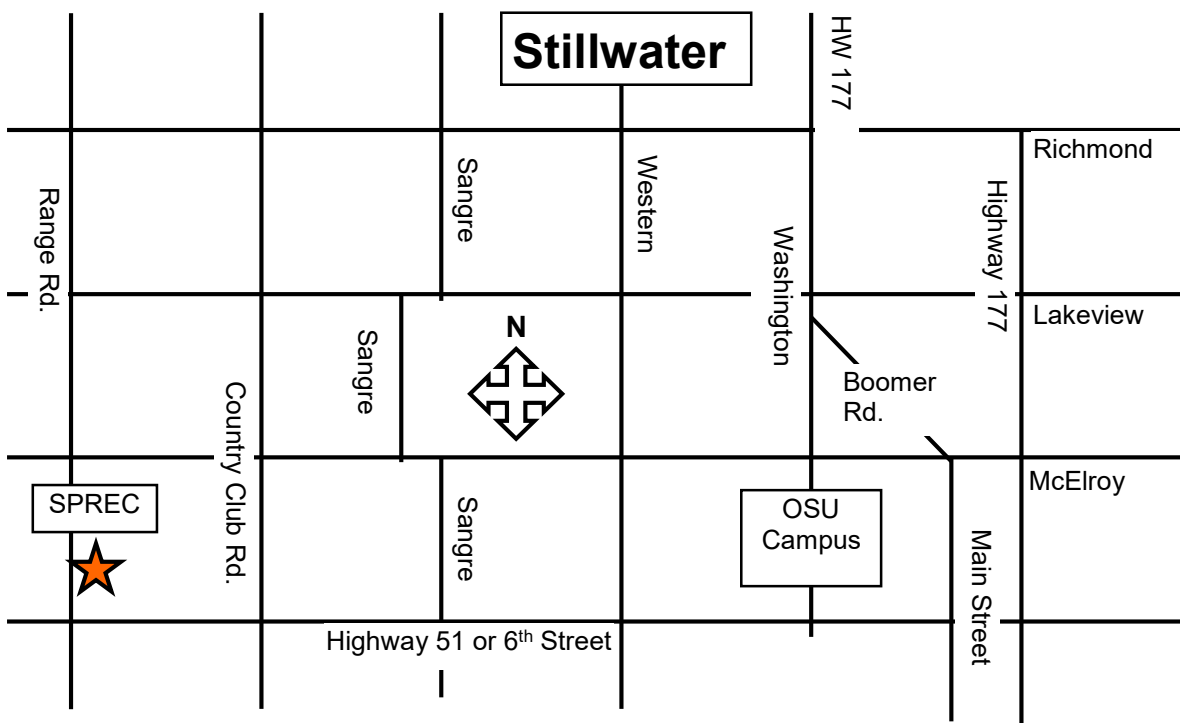 Stillwater
HW 177
Richmond
Sangre
Western
Range Rd.
Highway 177
Washington
Lakeview
N
Sangre
Boomer
Rd.
Country Club Rd.
McElroy
SPREC
OSU
Campus
Sangre
Main Street
Highway 51 or 6th Street